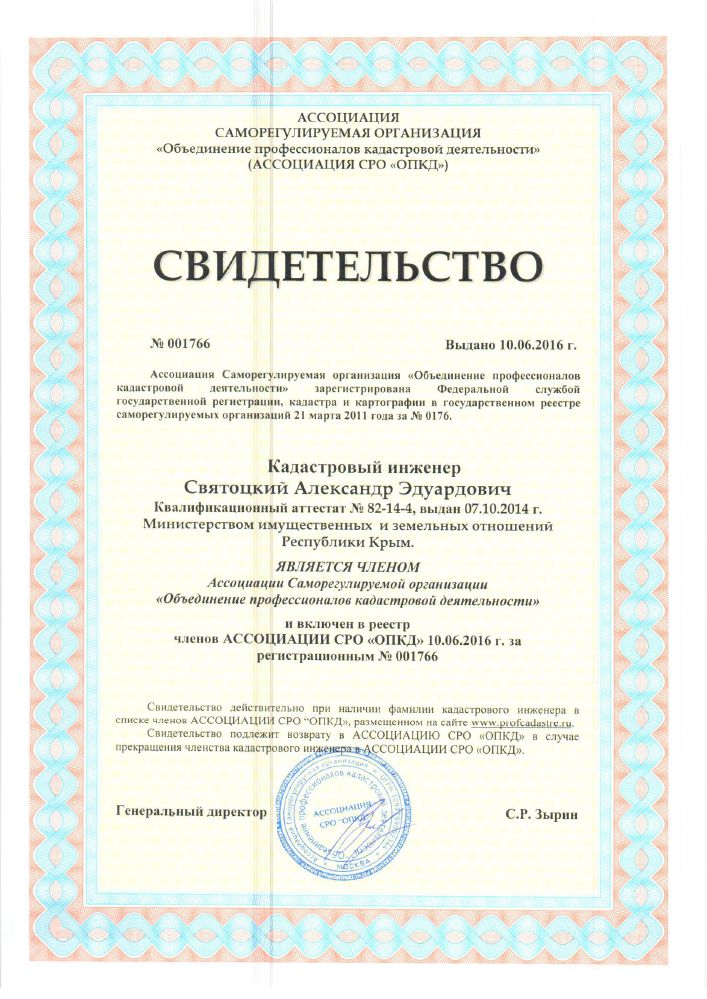 АССОЦИАЦИЯ
САМОРЕГУЛИРУЕМАЯ ОРГАНИЗАЦИЯ
«Объединение профессионалов кадастровой деятельности»
(АССОЦИАЦИЯ СРО «ОПКД»)
СВИДЕТЕЛЬСТВО
№ 001766 Выдано 10.06.2016 г.
Ассоциация Саморегулируемая организация «Объединение профессионалов
кадастровой деятельности» зарегистрирована Федеральной службой
государственной регистрации, кадастра и картографии в государственном реестре
саморегулируемых организаций 21 марта 2011 года за № 0176.
Кадастровый инженер
Святоцкий Александр Эдуардович
Квалификационный аттестат № 82-14-4, выдан 07.10.2014 г.
Министерством имущественных и земельных отношений
Республики Крым.
ЯВЛЯЕТСЯ ЧЛЕНОМ
Ассоциации Саморегулируемой организации
«Объединение профессионалов кадастровой деятельности»
и включен в реестр
членов АССОЦИАЦИИ СРО «ОПКД» 10.06.2016 г. за
регистрационным № 001766
Свидетельство действительно при наличии фамилии кадастрового инженера в
списке членов АССОЦИАЦИИ СРО "ОПКД», размещенном на сайте www.profcadastre.ru.
Свидетельство подлежит возврату в АССОЦИАЦИЮ СРО «ОПКД» в случае
прекращения членства кадастрового инженера в АССОЦИАЦИИ СРО «ОПКД».
Генеральный директор С.Р. Зырин
АССОЦИАЦИЯ
СРО "ОПКД"
МОСКВА